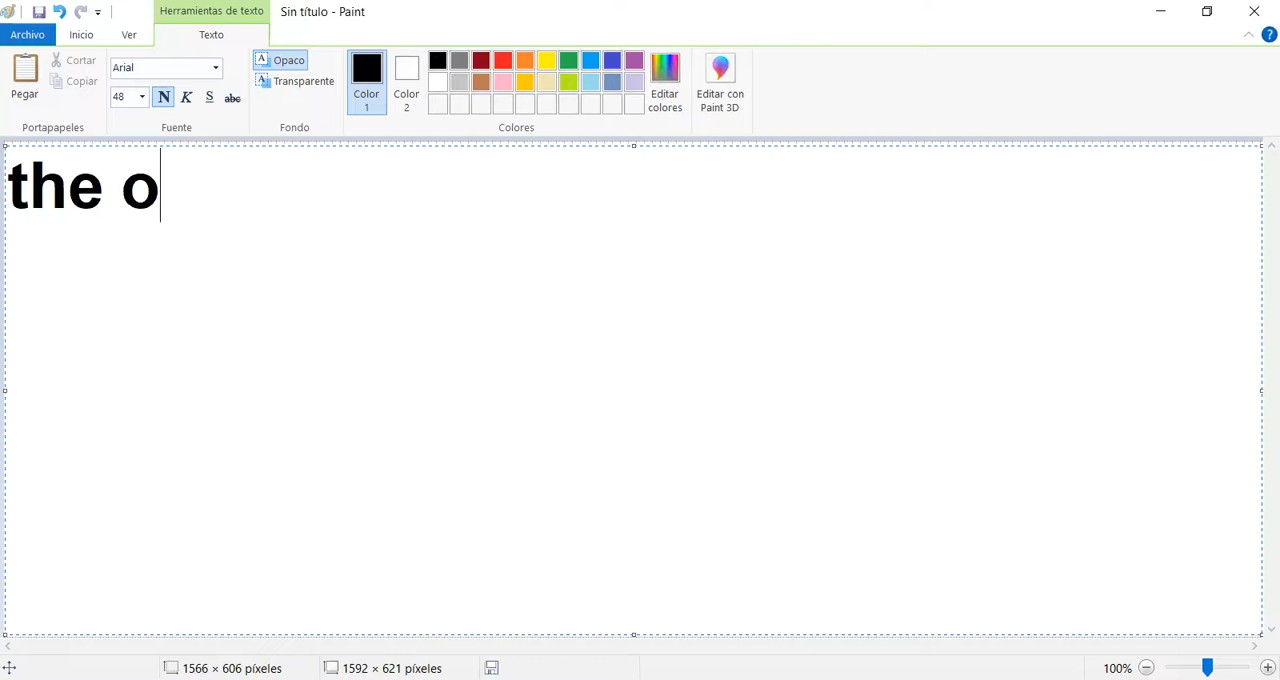 Herramientas de texto Sin título - Paint
Archivo Inicio Ver Texto
Pegar Cortar Copiar Portapapeles
Arial
48 N K S abc
Fuente
Opaco
Transparente
Fondo
Color 1 Color 2 Editar colores
Colores
Editar con Paint 3D
the o
1566 × 606 píxeles 1592 × 621 píxeles 100%